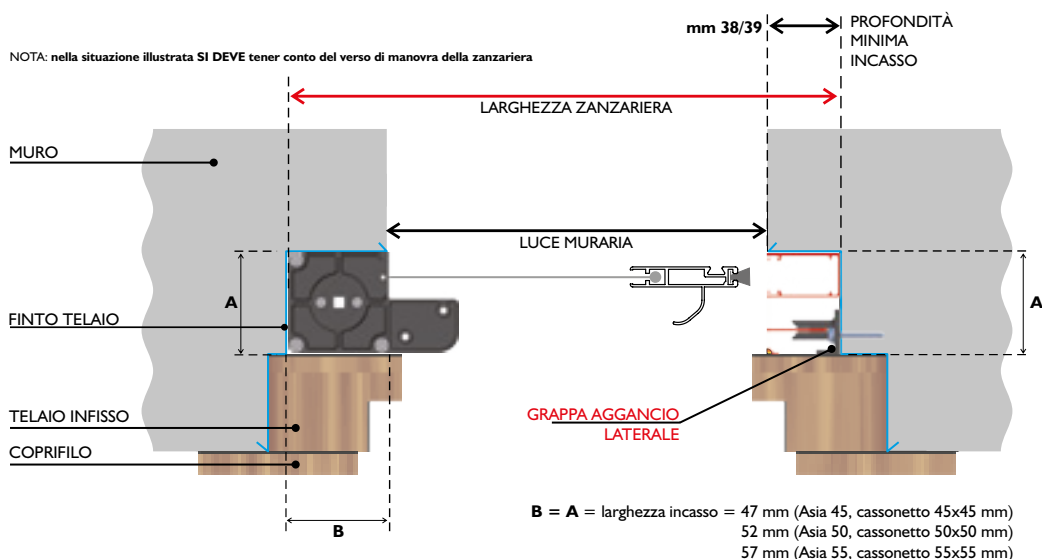 mm 38/39
PROFONDITÀ
MINIMA
INCASSO
NOTA: nella situazione illustrata SI DEVE tener conto del verso di manovra della zanzariera
LARGHEZZA ZANZARIERA
MURO
LUCE MURARIA
A
A
FINTO TELAIO
TELAIO INFISSO
GRAPPA AGGANCIO
LATERALE
COPRIFILO
B
B = A = larghezza incasso = 47 mm (Asia 45, cassonetto 45x45 mm)
52 mm (Asia 50, cassonetto 50x50 mm)
57 mm (Asia 55, cassonetto 55x55 mm)